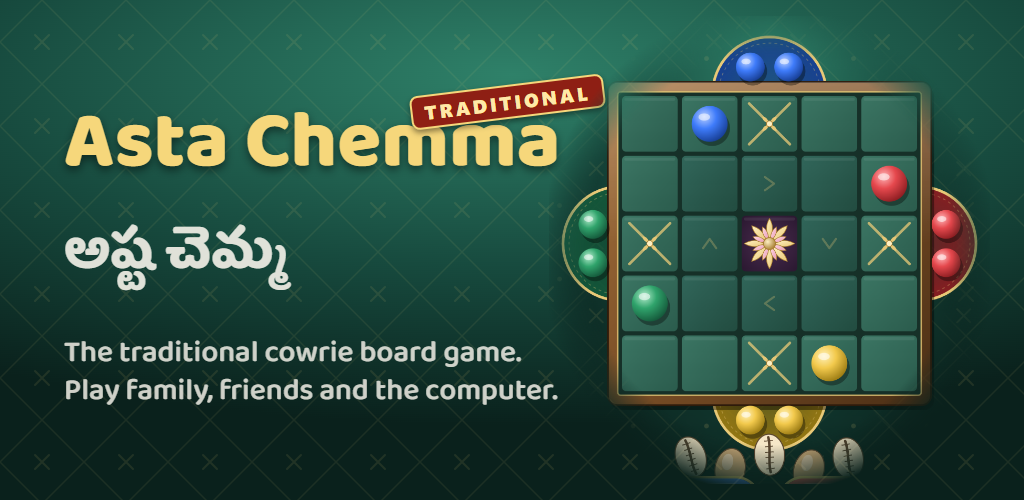 TRADITIONAL
Asta Chemma
అష్ట చెమ్మ
The traditional cowrie board game.
Play family, friends and the computer.